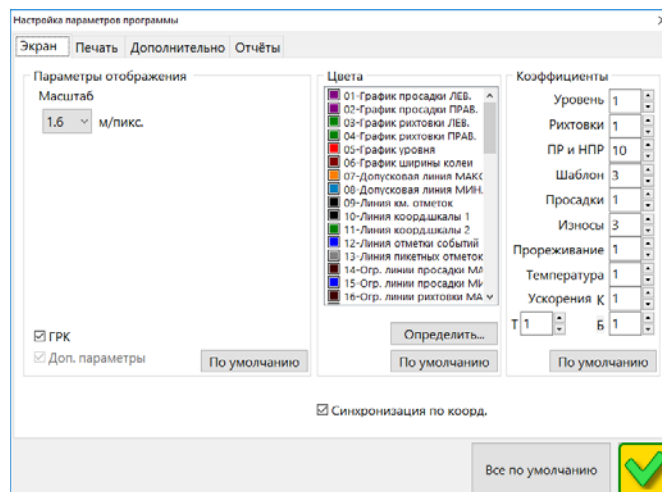 Настройка параметров программы
Экран Печать Дополнительно Отчёты
Параметры отображения
Масштаб
1.6 м/пикс.
ГРК
Доп. параметры
По умолчанию
Цвета
01-График просадки ЛЕВ.
02-График просадки ПРАВ.
03-График рихтовки ЛЕВ.
04-График рихтовки ПРАВ.
05-График уровня
06-График ширины колеи
07-Допусковая линия МАКС
08-Допусковая линия МИН.
09-Линия км. отметок
10-Линия коорд.шкалы 1
11-Линия коорд.шкалы 2
12-Линия отметки событий
13-Линия пикетных отметок
14-Огр. линии просадки МА
15-Огр. линии просадки МИ
16-Огр. линии рихтовки МА
Определить...
По умолчанию
Коэффициенты
Уровень 1
Рихтовки 1
ПР и НПР 10
Шаблон 3
Просадки 1
Износы 3
Прореживание 1
Температура 1
Ускорения К 1
Т 1 Б 1
По умолчанию
Синхронизация по коорд.
Все по умолчанию